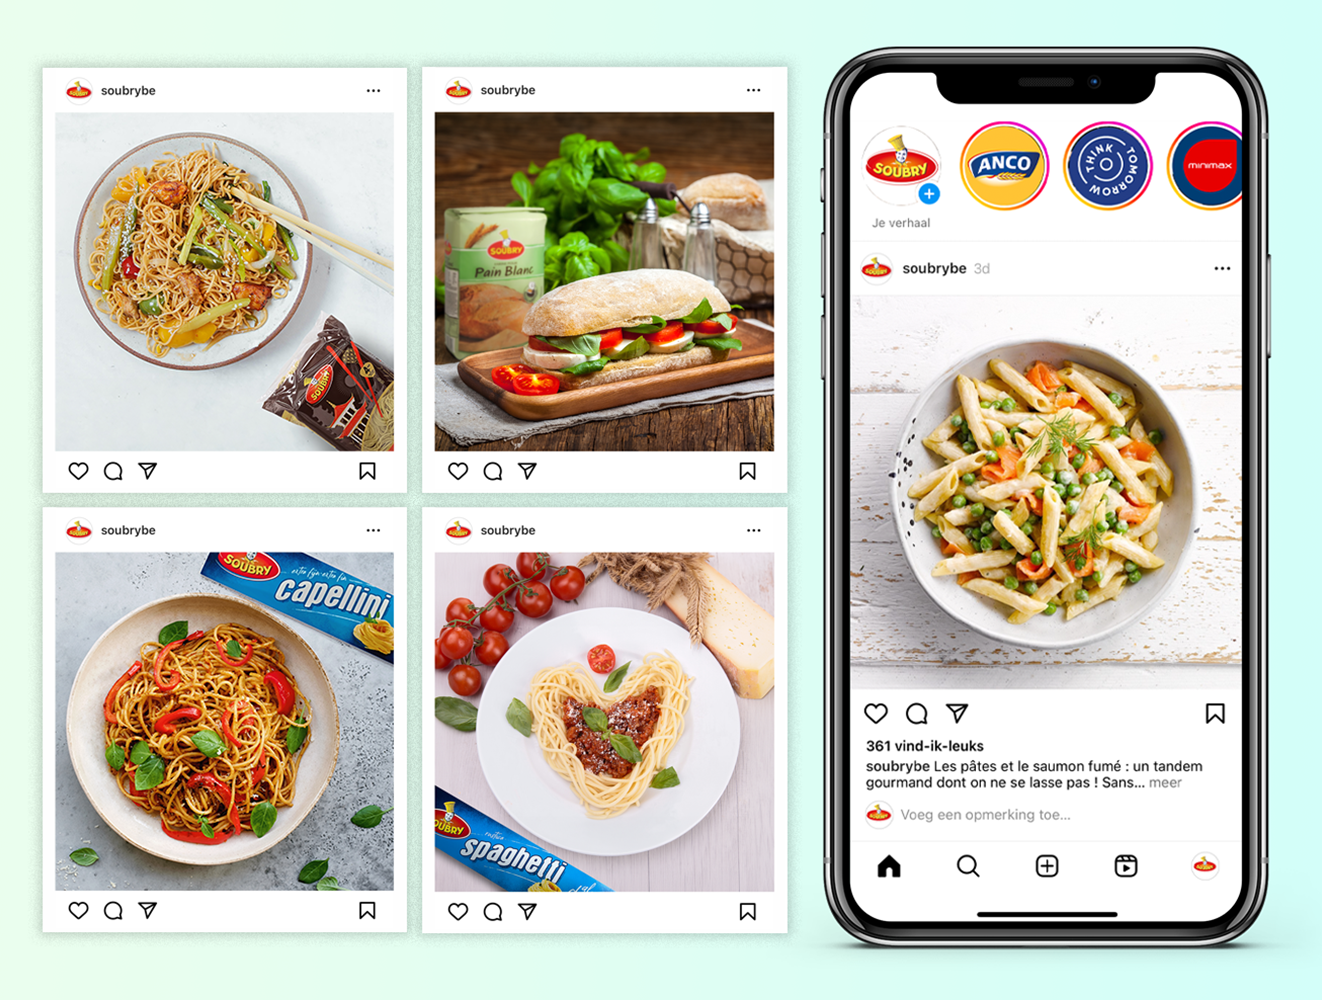 soubrybe
SOUBRY
soubrybe
SOUBRY
Pain Blanc
soubrybe
SOUBRY
extra fijn-extra fin
capellini
soubrybe
SOUBRY
spaghetti
SOUBRY
ANCO
THINK
TOMORROW
minimax
Je verhaal
soubrybe 3d
361 vind-ik-leuks
soubrybe Les pâtes et le saumon fumé : un tandem
gourmand dont on ne se lasse pas ! Sans... meer
Voeg een opmerking toe...